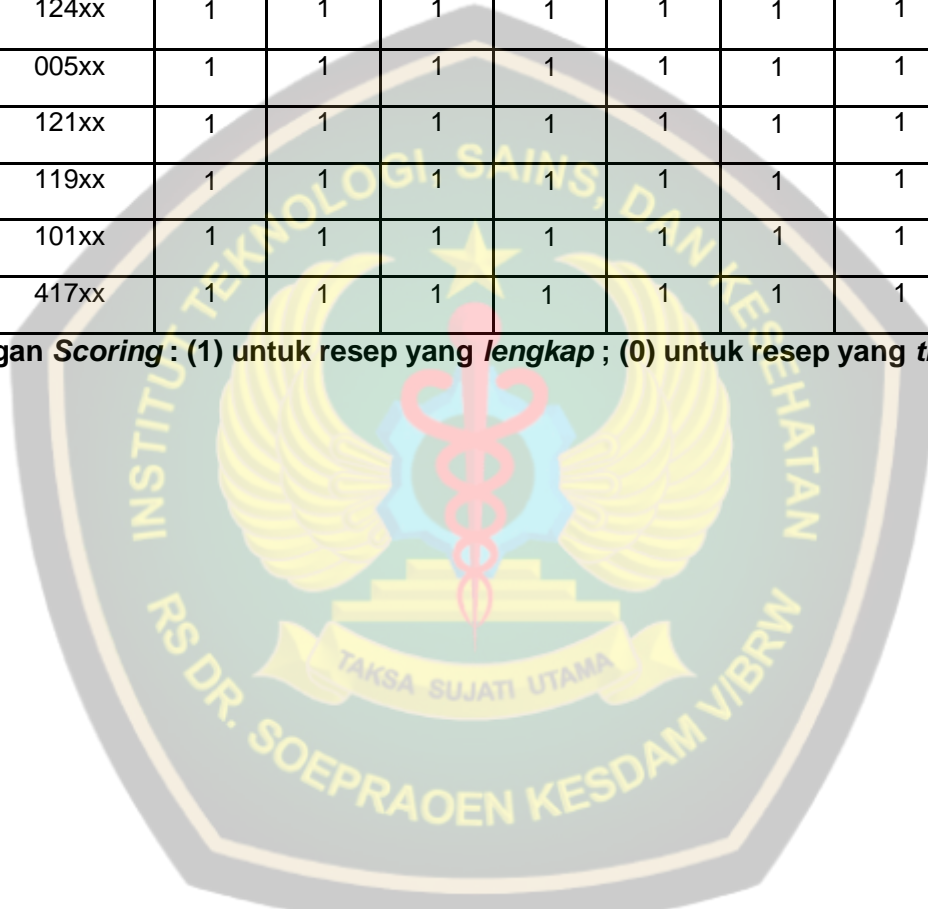 124xx 1 1 1 1 1 1 1
005xx 1 1 1 1 1 1 1
121xx 1 1 1 1 1 1 1
119xx 1 1 1 1 1 1 1
101xx 1 1 1 1 1 1 1
417xx 1 1 1 1 1 1 1
Scoring : (1) untuk resep yang lengkap ; (0) untuk resep yang
INSTITUT TEKNOLOGI, SAINS, DAN KESEHATAN
TAKSA SUJATI UTAMA
RS DR. SOEPRAOEN KESDAM V/BRW